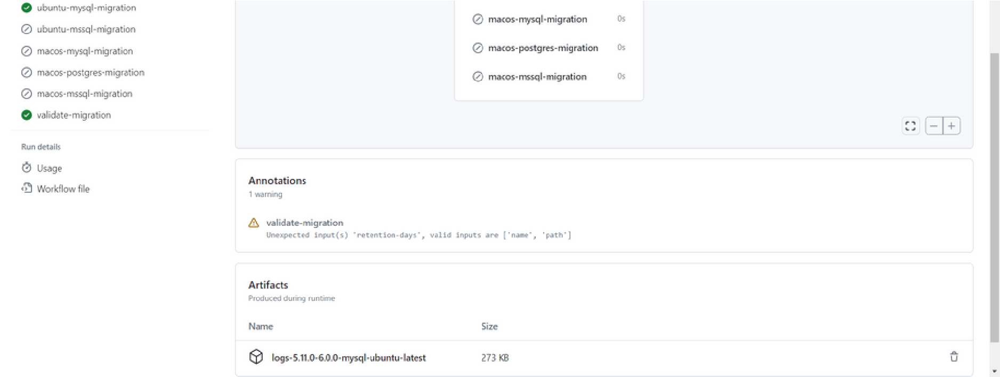 ubuntu-mysql-migration
ubuntu-mssql-migration
macos-mysql-migration
macos-postgres-migration
macos-mssql-migration
validate-migration
Run details
Usage
Workflow file
macos-mysql-migration 0s
macos-postgres-migration 0s
macos-mssql-migration 0s
Annotations
1 warning
validate-migration
Unexpected input(s) 'retention-days', valid inputs are ['name', 'path']
Artifacts
Produced during runtime
Name Size
logs-5.11.0-6.0.0-mysql-ubuntu-latest 273 KB